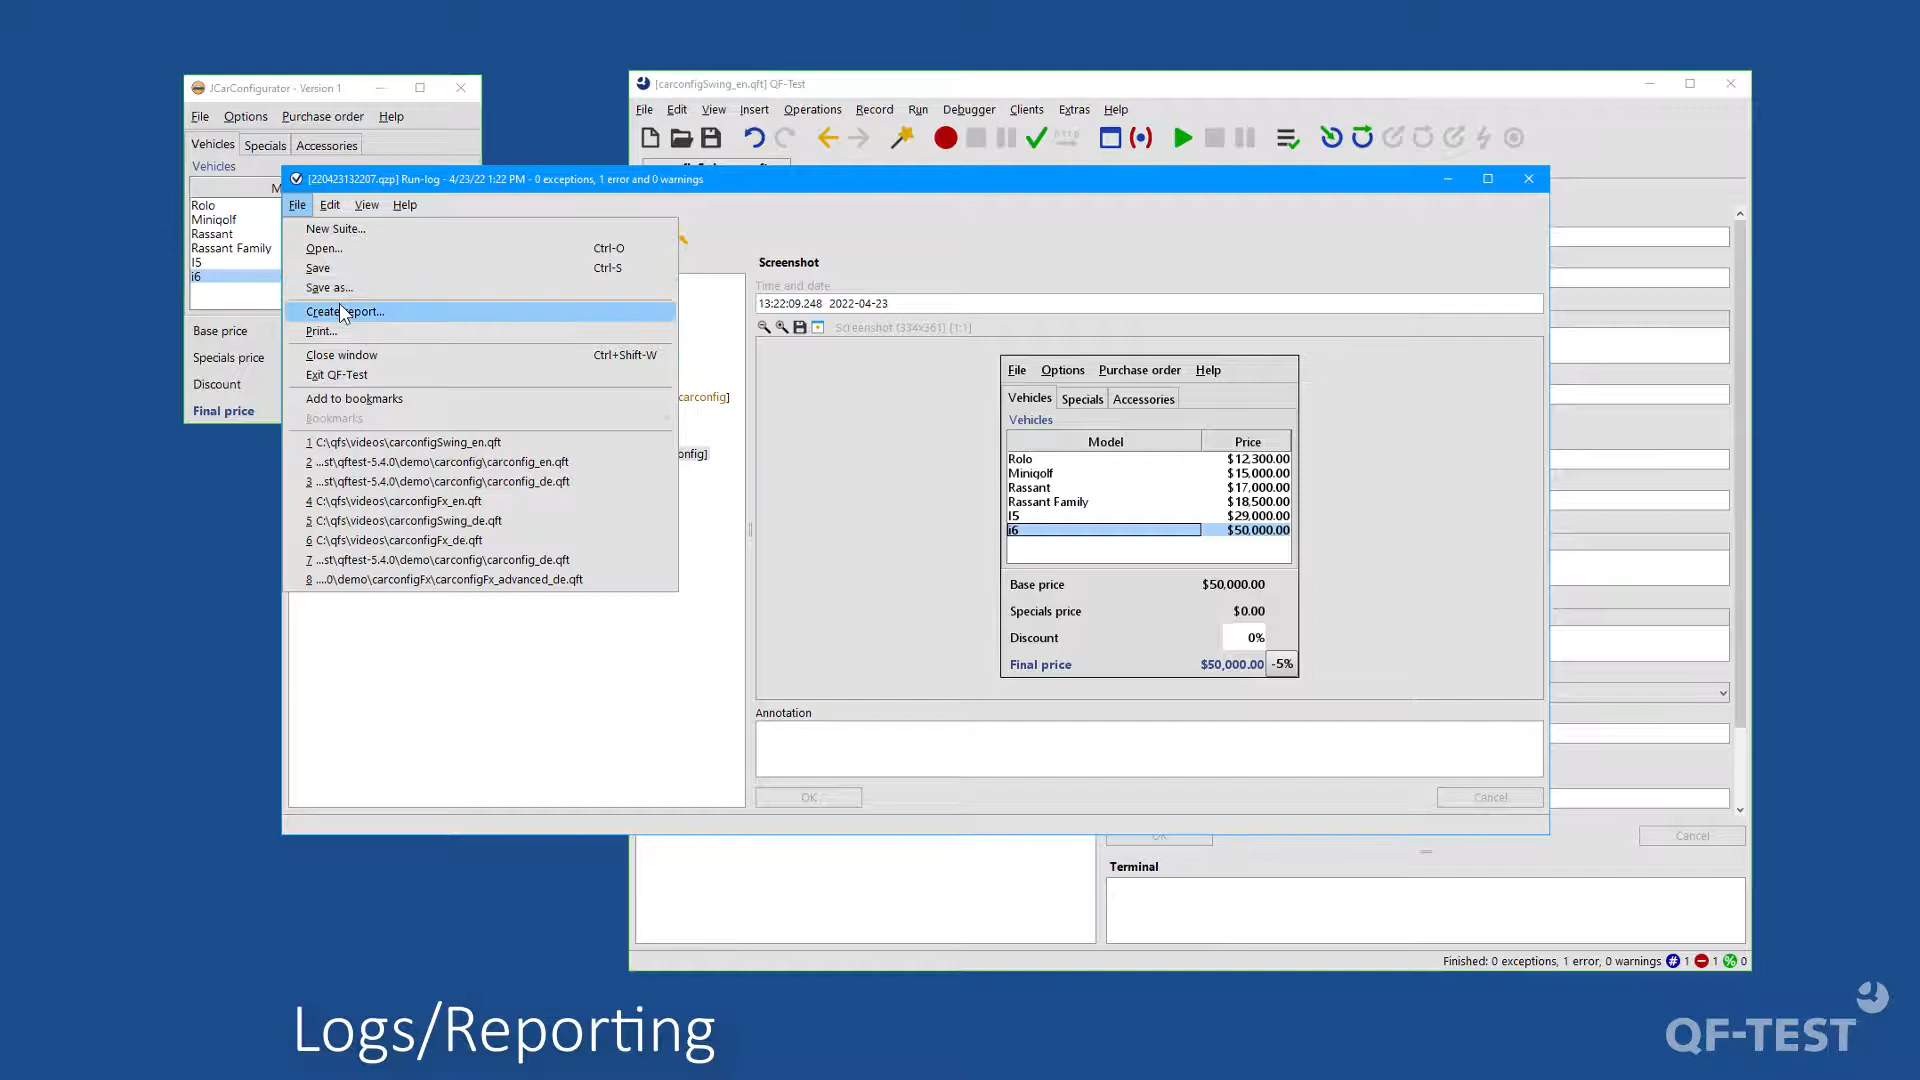 JCarConfigurator - Version 1
File Options Purchase order Help
Vehicles Specials Accessories
Vehicles
M
Rolo
Minigolf
Rassant
Rassant Family
I5
i6
Base price
Specials price
Discount
Final price
[carconfigSwing_en.qft] QF-Test
File Edit View Insert Operations Record Run Debugger Clients Extras Help
http
[220423132207.qzp] Run-log - 4/23/22 1:22 PM - 0 exceptions, 1 error and 0 warnings
File Edit View Help
New Suite...
Open... Ctrl-O
Save Ctrl-S
Save as...
Create report...
Print...
Close window Ctrl+Shift-W
Exit QF-Test
Add to bookmarks
Bookmarks
1 C:\qfs\videos\carconfigSwing_en.qft
2 ...st\qftest-5.4.0\demo\carconfig\carconfig_en.qft
3 ...st\qftest-5.4.0\demo\carconfig\carconfig_de.qft
4 C:\qfs\videos\carconfigFx_en.qft
5 C:\qfs\videos\carconfigSwing_de.qft
6 C:\qfs\videos\carconfigFx_de.qft
7 ...st\qftest-5.4.0\demo\carconfig\carconfig_de.qft
8 ....0\demo\carconfigFx\carconfigFx_advanced_de.qft
carconfig]
onfig]
Screenshot
Time and date
13:22:09.248 2022-04-23
Screenshot (334x361) [1:1]
File Options Purchase order Help
Vehicles Specials Accessories
Vehicles
Model Price
Rolo $12,300.00
Minigolf $15,000.00
Rassant $17,000.00
Rassant Family $18,500.00
I5 $29,000.00
i6 $50,000.00
Base price $50,000.00
Specials price $0.00
Discount 0%
Final price $50,000.00 -5%
Annotation
OK Cancel
OK Cancel
Terminal
Finished: 0 exceptions, 1 error, 0 warnings # 1 1 % 0
Logs/Reporting
QF-TEST